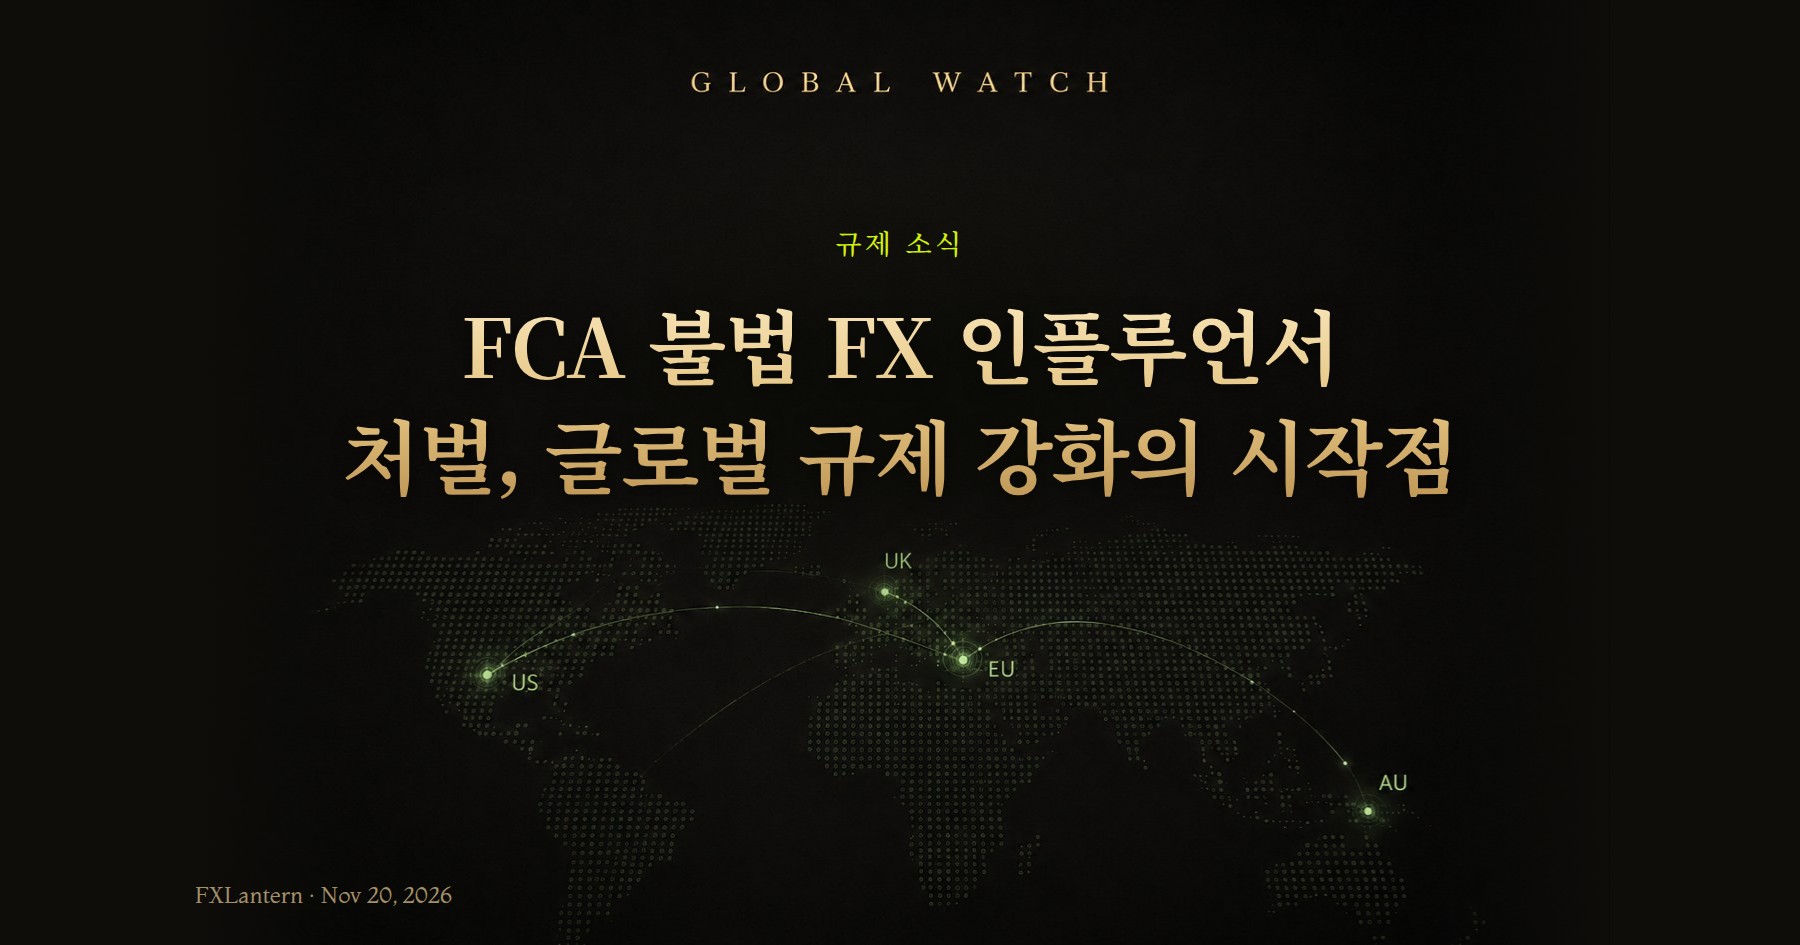 GLOBAL WATCH
규제 소식
FCA 불법 FX 인플루언서
처벌, 글로벌 규제 강화의 시작점
UK
US
EU
AU
FXLantern · Nov 20, 2026